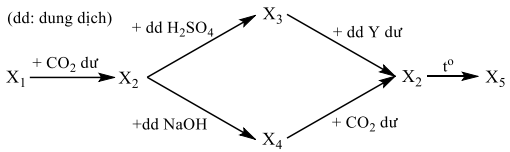 (dd: dung dịch)
X₃
+ dd H₂SO₄
+ dd Y dư
+ CO₂ dư
tº
X₁
X₂
X₂
X₅
+dd NaOH
+ CO₂ dư
X₄